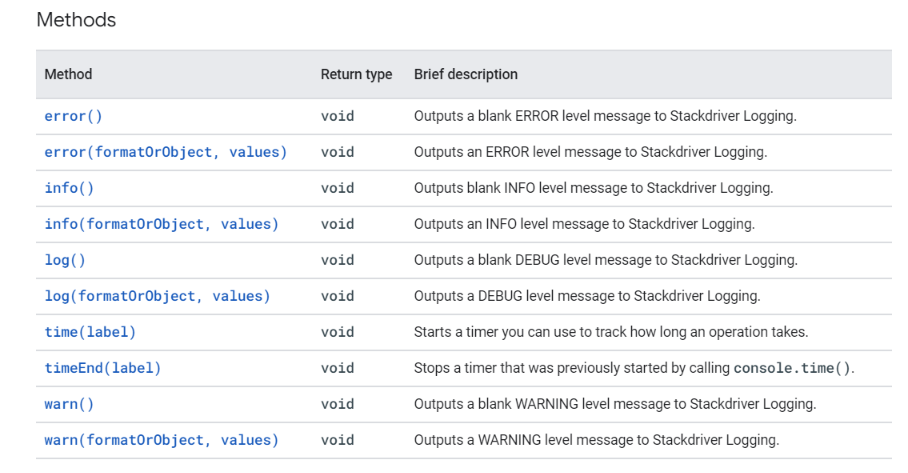 Methods
Method Return type Brief description
error() void Outputs a blank ERROR level message to Stackdriver Logging.
error(formatOrObject, values) void Outputs an ERROR level message to Stackdriver Logging.
info() void Outputs blank INFO level message to Stackdriver Logging.
info(formatOrObject, values) void Outputs an INFO level message to Stackdriver Logging.
log() void Outputs a blank DEBUG level message to Stackdriver Logging.
log(formatOrObject, values) void Outputs a DEBUG level message to Stackdriver Logging.
time(label) void Starts a timer you can use to track how long an operation takes.
timeEnd(label) void Stops a timer that was previously started by calling console.time().
warn() void Outputs a blank WARNING level message to Stackdriver Logging.
warn(formatOrObject, values) void Outputs a WARNING level message to Stackdriver Logging.